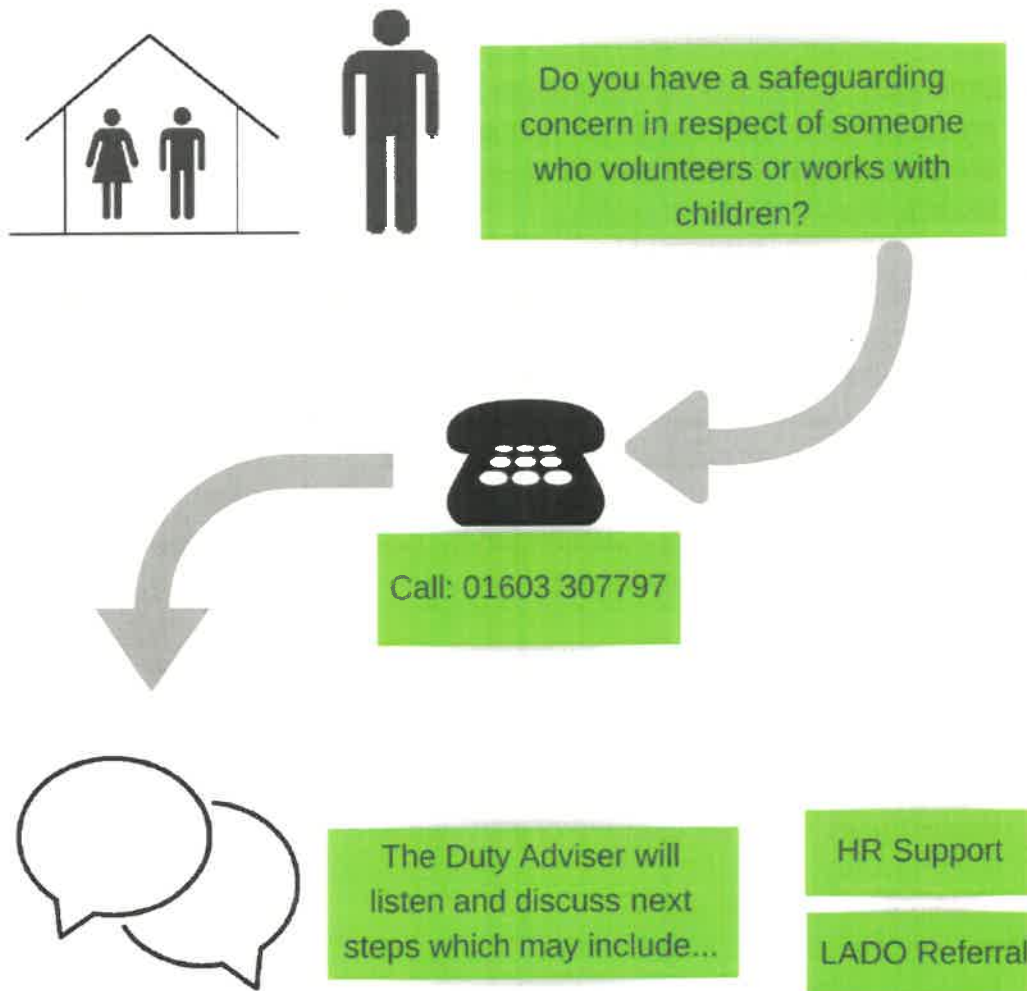 Do you have a safeguarding
concern in respect of someone
who volunteers or works with
children?
Call: 01603 307797
The Duty Adviser will
listen and discuss next
steps which may include...
HR Support
LADO Referral